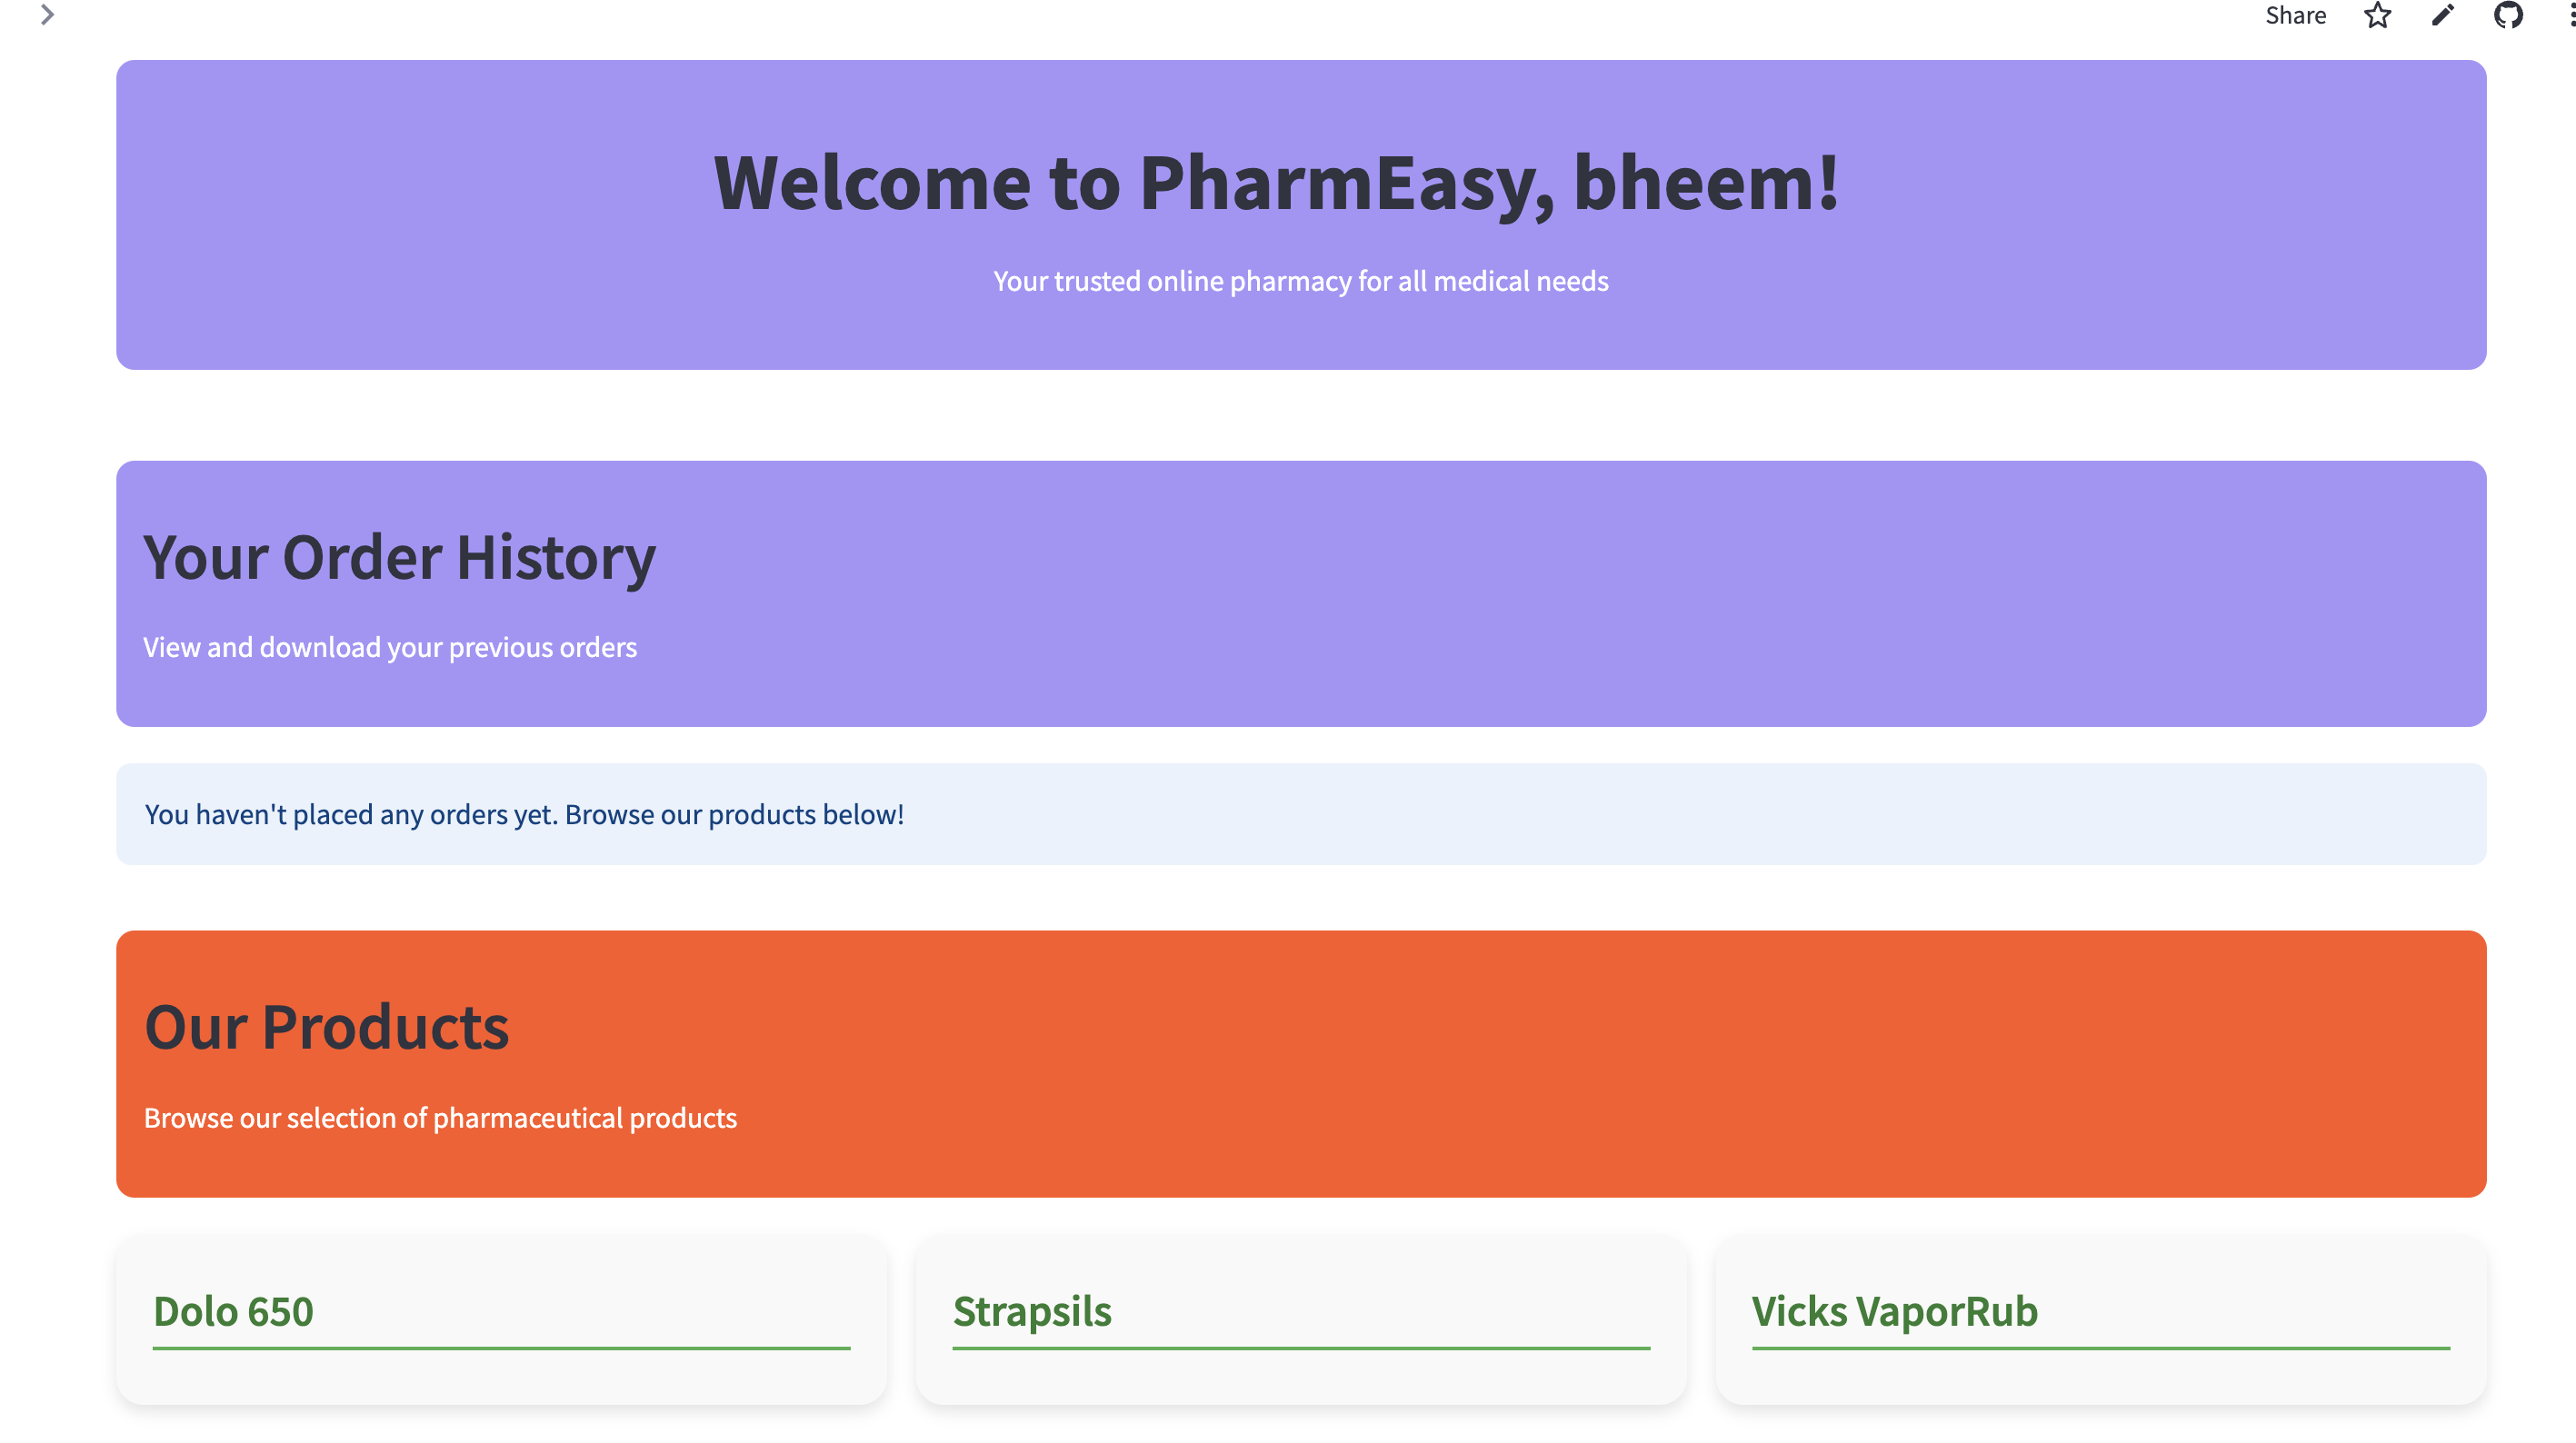 Share
Welcome to PharmEasy, bheem!
Your trusted online pharmacy for all medical needs
Your Order History
View and download your previous orders
You haven't placed any orders yet. Browse our products below!
Our Products
Browse our selection of pharmaceutical products
Dolo 650
Strapsils
Vicks VaporRub